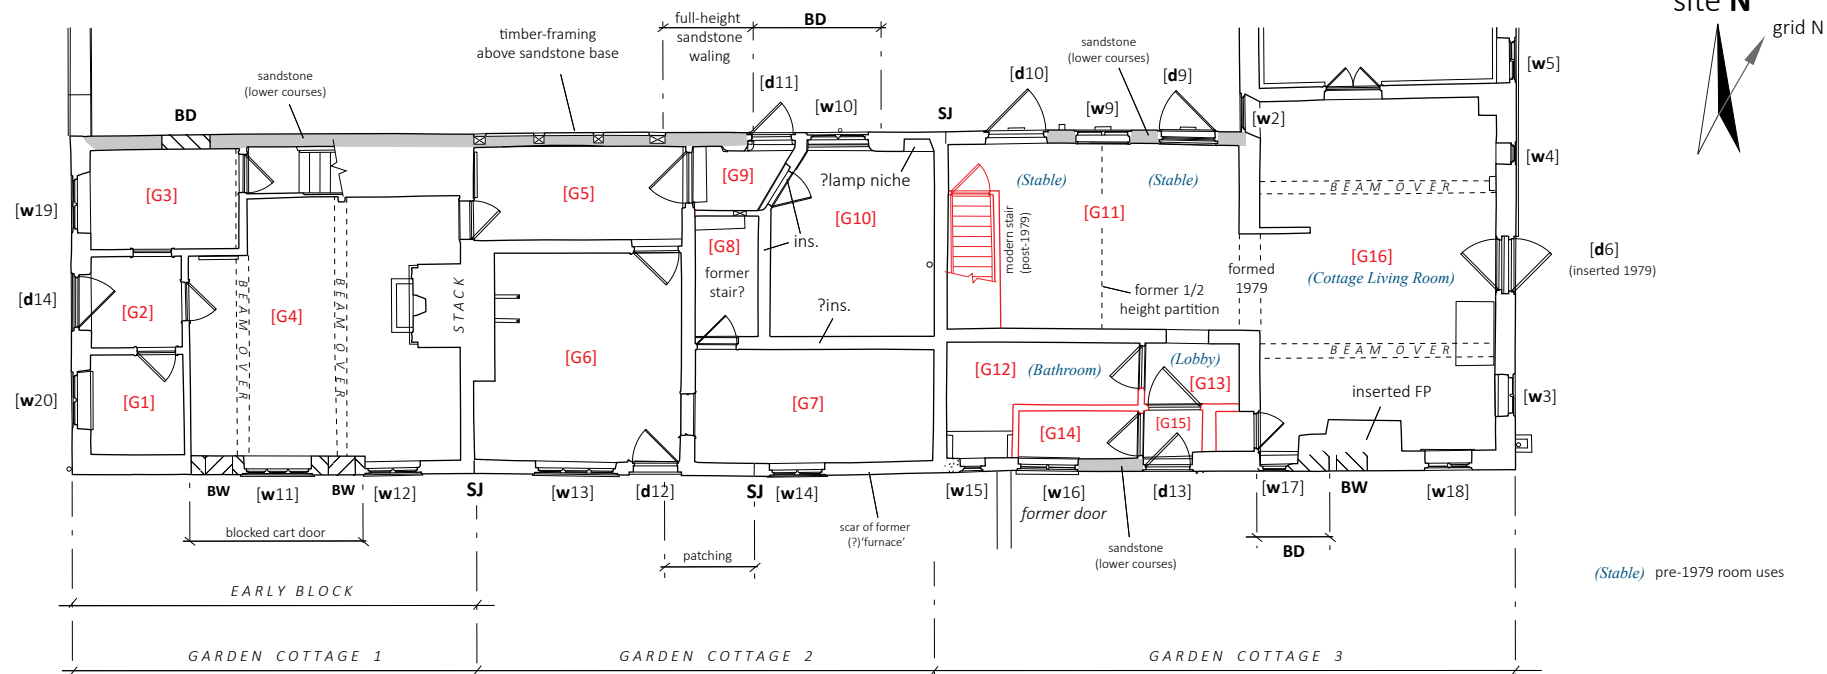 site N
grid N
full-height
sandstone
waling
BD
timber-framing
above sandstone base
sandstone
(lower courses)
BD
[d11]
[w10]
SJ
[d10]
sandstone
(lower courses)
[w9]
[d9]
[w2]
[w5]
[w4]
[w19]
[G3]
[G5]
[G9]
?lamp niche
(Stable)
(Stable)
BEAM OVER
[G10]
[G11]
[G8]
former
stair?
ins.
modern stair
(post-1979)
formed
1979
[G16]
(Cottage Living Room)
[d6]
(inserted 1979)
[d14]
[G2]
[G4]
BEAM OVER
BEAM OVER
STACK
former 1/2
height partition
?ins.
[G6]
BEAM OVER
[w20]
[G1]
[G7]
[G12]
(Bathroom)
(Lobby)
[G13]
inserted FP
[w3]
[G14]
[G15]
BW
[w11]
BW
[w12]
SJ
[w13]
[d12]
SJ
[w14]
[w15]
[w16]
former door
[d13]
[w17]
BW
[w18]
blocked cart door
scar of former
(?)'furnace'
patching
sandstone
(lower courses)
BD
(Stable) pre-1979 room uses
EARLY BLOCK
GARDEN COTTAGE 1
GARDEN COTTAGE 2
GARDEN COTTAGE 3